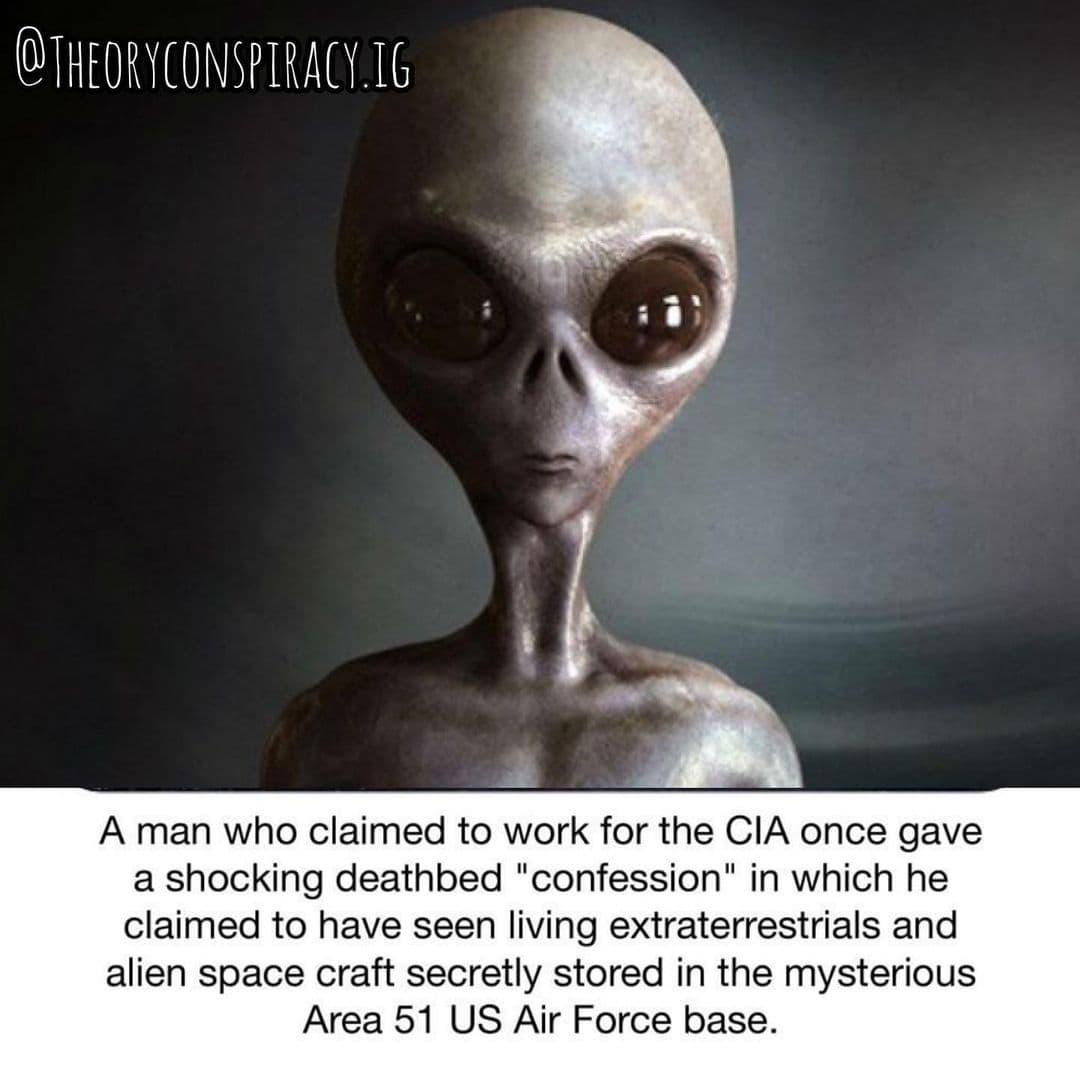 @THEORYCONSPIRACY.IG
A man who claimed to work for the CIA once gave
a shocking deathbed "confession" in which he
claimed to have seen living extraterrestrials and
alien space craft secretly stored in the mysterious
Area 51 US Air Force base.